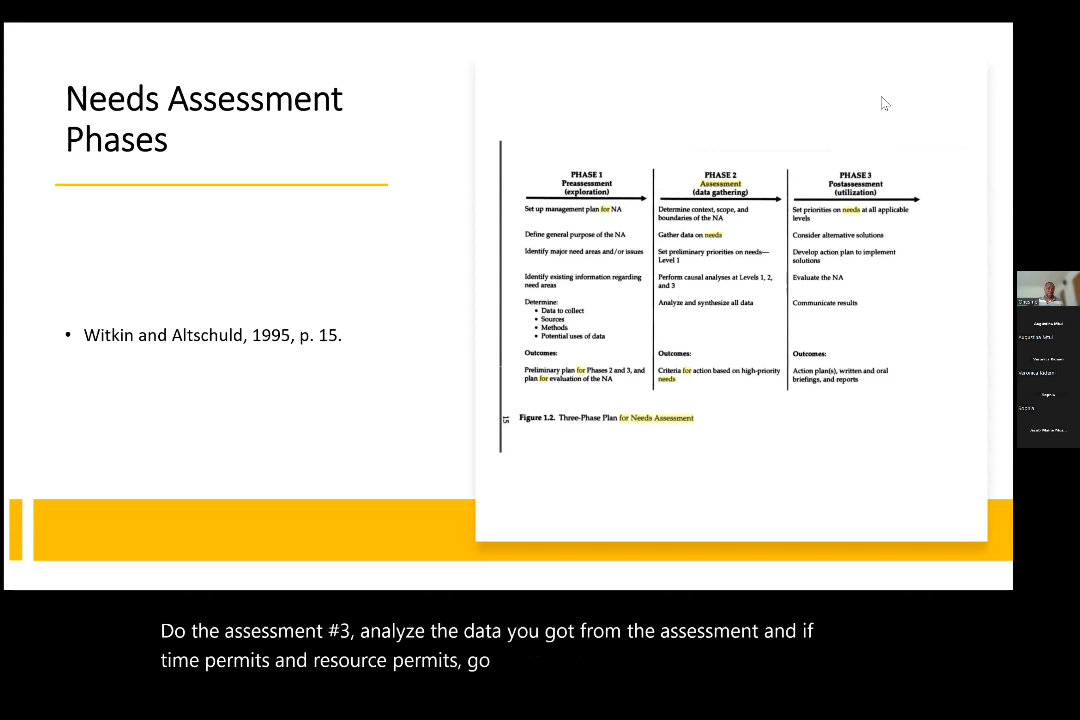 Needs Assessment
Phases
• Witkin and Altschuld, 1995, p. 15.
PHASE 1
Preassessment
(exploration)
Set up management plan for NA
Define general purpose of the NA
Identify major need areas and/or issues
Identify existing information regarding
need areas
Determine:
• Data to collect
• Sources
• Methods
• Potential uses of data
Outcomes:
Preliminary plan for Phases 2 and 3, and
plan for evaluation of the NA
PHASE 2
Assessment
(data gathering)
Determine context, scope, and
boundaries of the NA
Gather data on needs
Set preliminary priorities on needs—
Level 1
Perform causal analyses at Levels 1, 2,
and 3
Analyze and synthesize all data
Outcomes:
Criteria for action based on high-priority
needs
PHASE 3
Postassessment
(utilization)
Set priorities on needs at all applicable
levels
Consider alternative solutions
Develop action plan to implement
solutions
Evaluate the NA
Communicate results
Outcomes:
Action plan(s), written and oral
briefings, and reports
15
Figure 1.2. Three-Phase Plan for Needs Assessment
Augustina Ntui
Augustina Ntui
Sophia
Sophia
Do the assessment #3, analyze the data you got from the assessment and if
time permits and resource permits, go